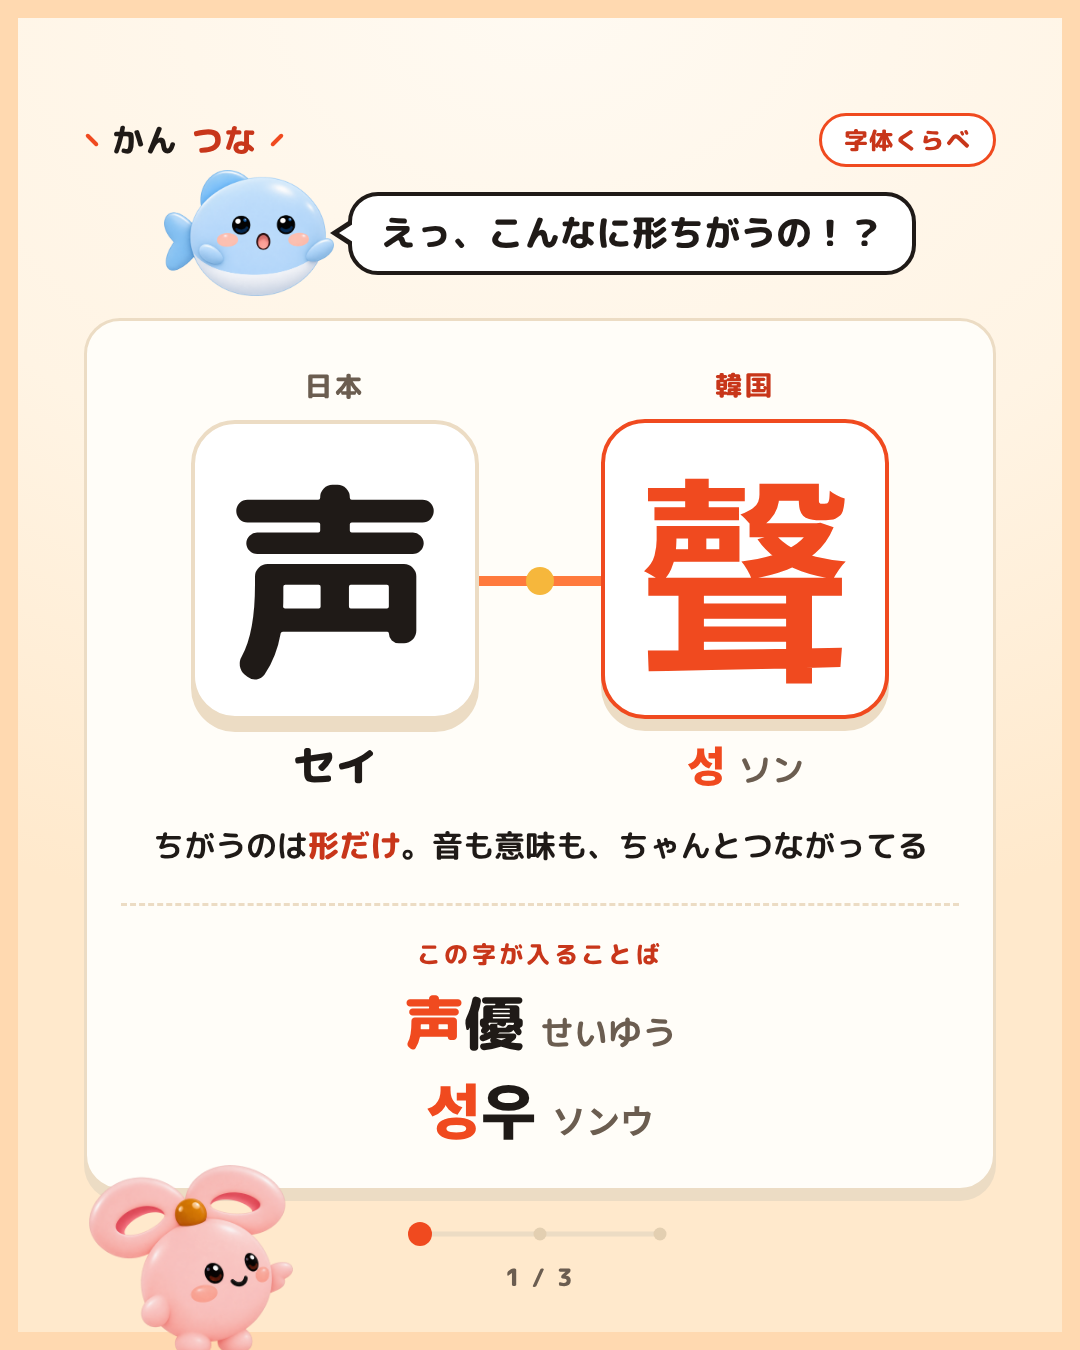 かん つな
字体くらべ
えっ、こんなに形ちがうの！？
日本
韓国
声
聲
セイ
성 ソン
ちがうのは形だけ。音も意味も、ちゃんとつながってる
この字が入ることば
声優 せいゆう
성우 ソンウ
1 / 3